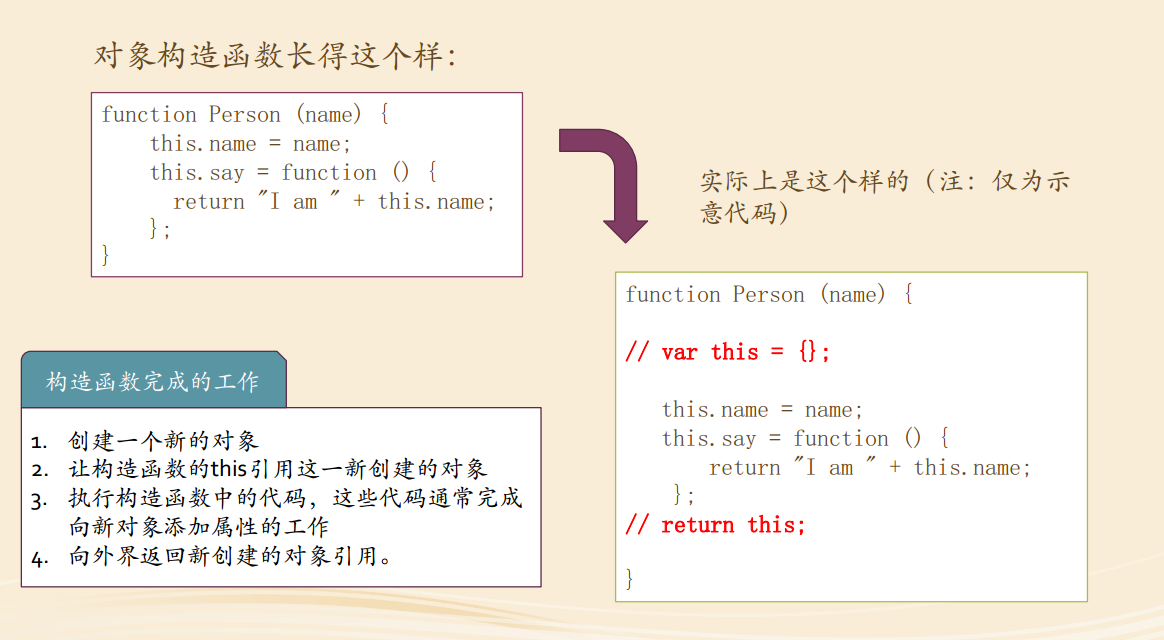 对象构造函数长得这个样：
function Person (name) {
    this.name = name;
    this.say = function () {
      return "I am " + this.name;
    };
}
实际上是这个样的（注：仅为示
意代码）
function Person (name) {
// var this = {};
   this.name = name;
   this.say = function () {
       return "I am " + this.name;
    };
// return this;
}
构造函数完成的工作
1. 创建一个新的对象
2. 让构造函数的this引用这一新创建的对象
3. 执行构造函数中的代码，这些代码通常完成
向新对象添加属性的工作
4. 向外界返回新创建的对象引用。